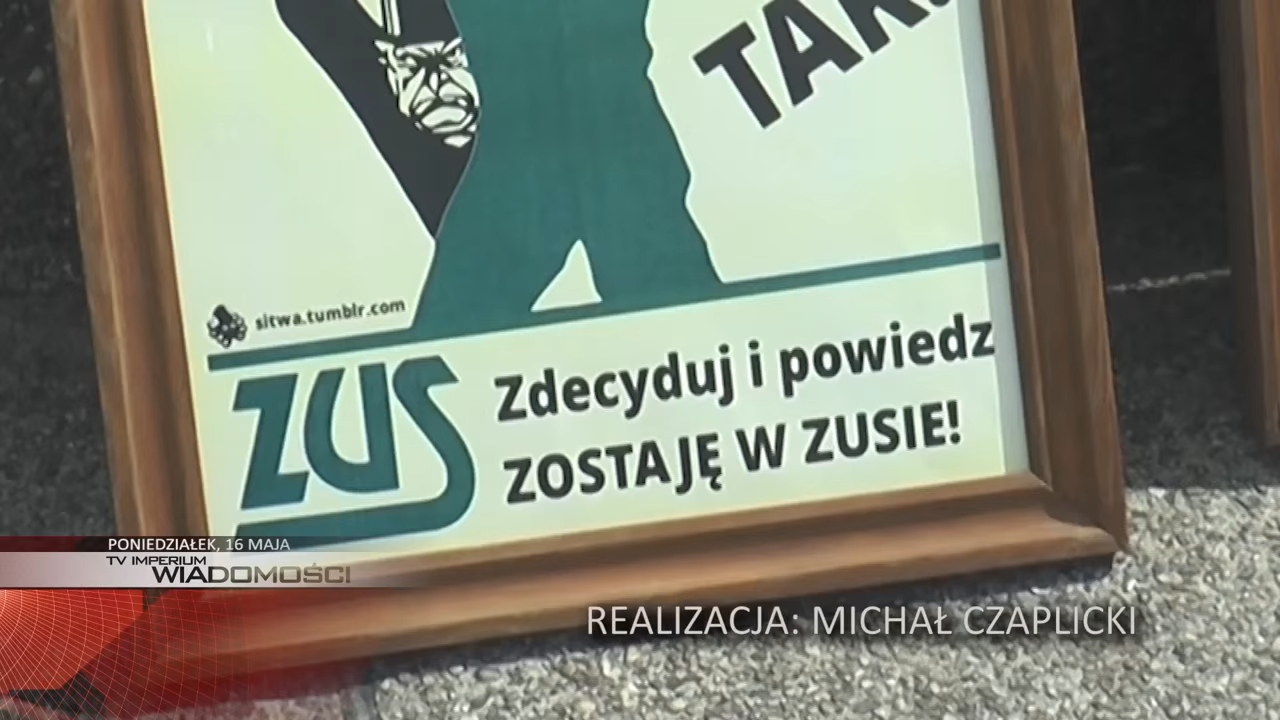 TAK!
sitwa.tumblr.com
ZUS
Zdecyduj i powiedz
ZOSTAJĘ W ZUSIE!
PONIEDZIAŁEK, 16 MAJA
TV IMPERIUM
WIADOMOŚCI
REALIZACJA: MICHAŁ CZAPLICKI